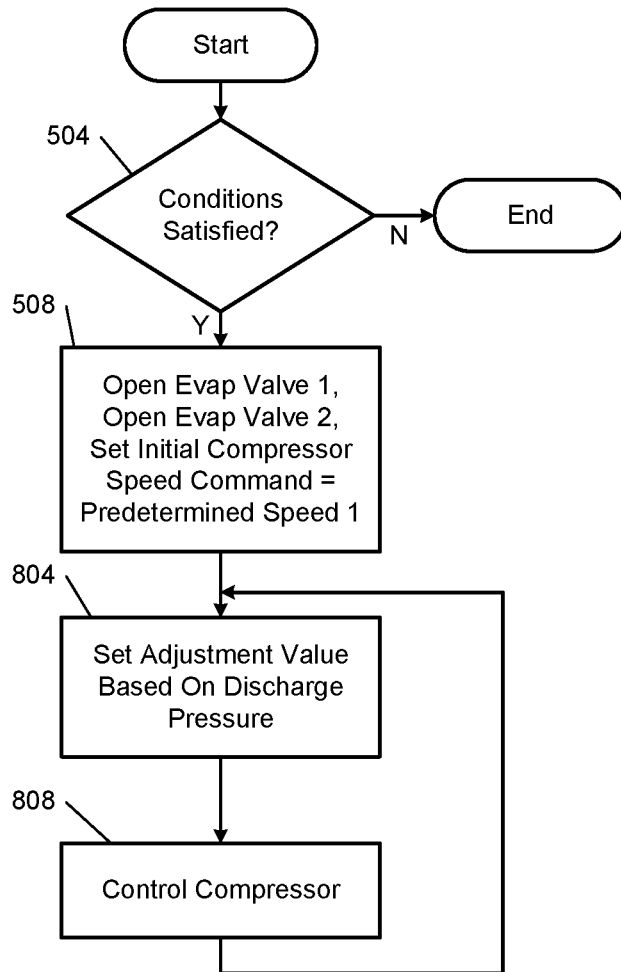 Start
504
Conditions
Satisfied?
N
End
Y
508
Open Evap Valve 1,
Open Evap Valve 2,
Set Initial Compressor
Speed Command =
Predetermined Speed 1
804
Set Adjustment Value
Based On Discharge
Pressure
808
Control Compressor